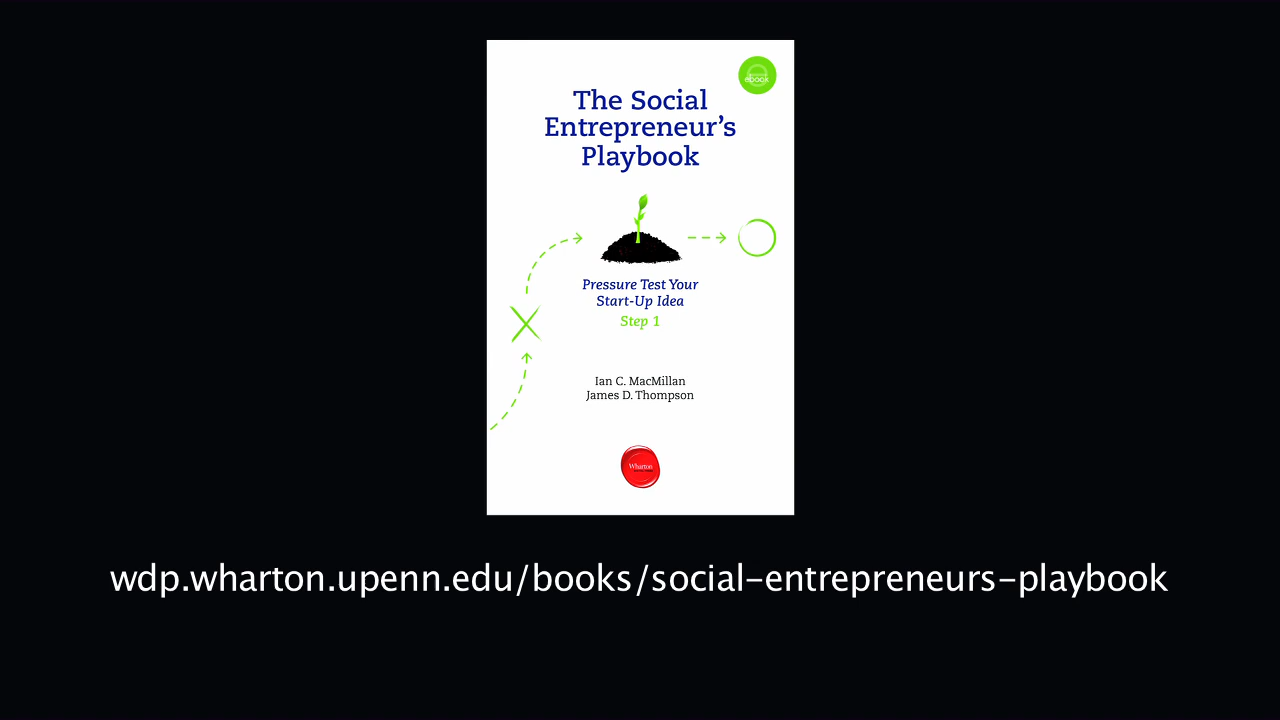 ebook
The Social
Entrepreneur's
Playbook
Pressure Test Your
Start-Up Idea
Step 1
Ian C. MacMillan
James D. Thompson
Wharton
wdp.wharton.upenn.edu/books/social-entrepreneurs-playbook